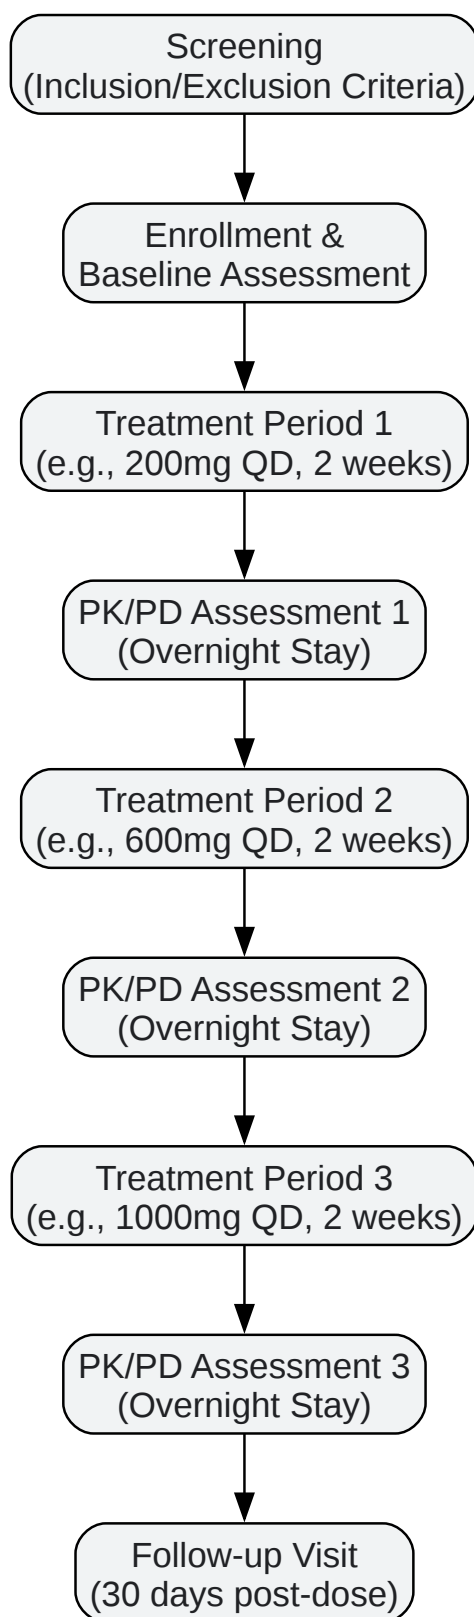 Screening
(Inclusion/Exclusion Criteria)
Enrollment &
Baseline Assessment
Treatment Period 1
(e.g., 200mg QD, 2 weeks)
PK/PD Assessment 1
(Overnight Stay)
Treatment Period 2
(e.g., 600mg QD, 2 weeks)
PK/PD Assessment 2
(Overnight Stay)
Treatment Period 3
(e.g., 1000mg QD, 2 weeks)
PK/PD Assessment 3
(Overnight Stay)
Follow-up Visit
(30 days post-dose)